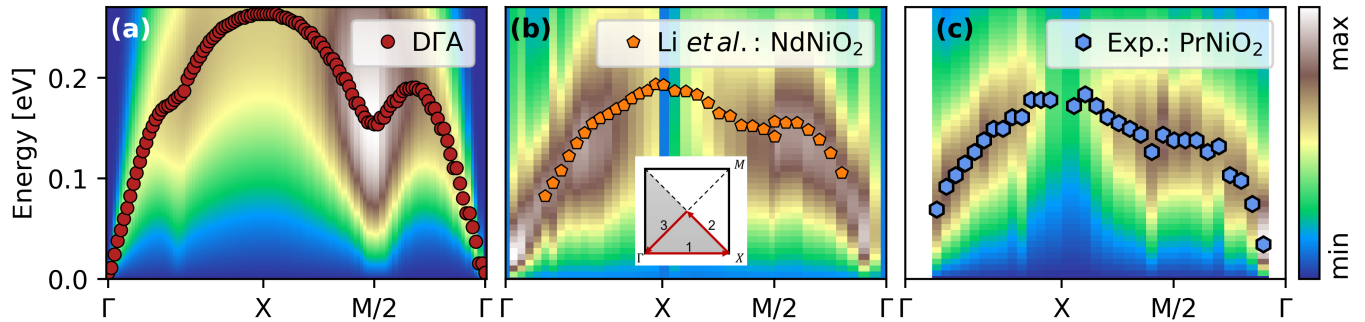 (a)
DΓA
(b)
Li et al.: NdNiO₂
(c)
Exp.: PrNiO₂
max
min
Energy [eV]
0.2
0.1
0.0
M
3
2
1
Γ
X
Γ
X
M/2
Γ
Γ
X
M/2
Γ
Γ
X
M/2
Γ